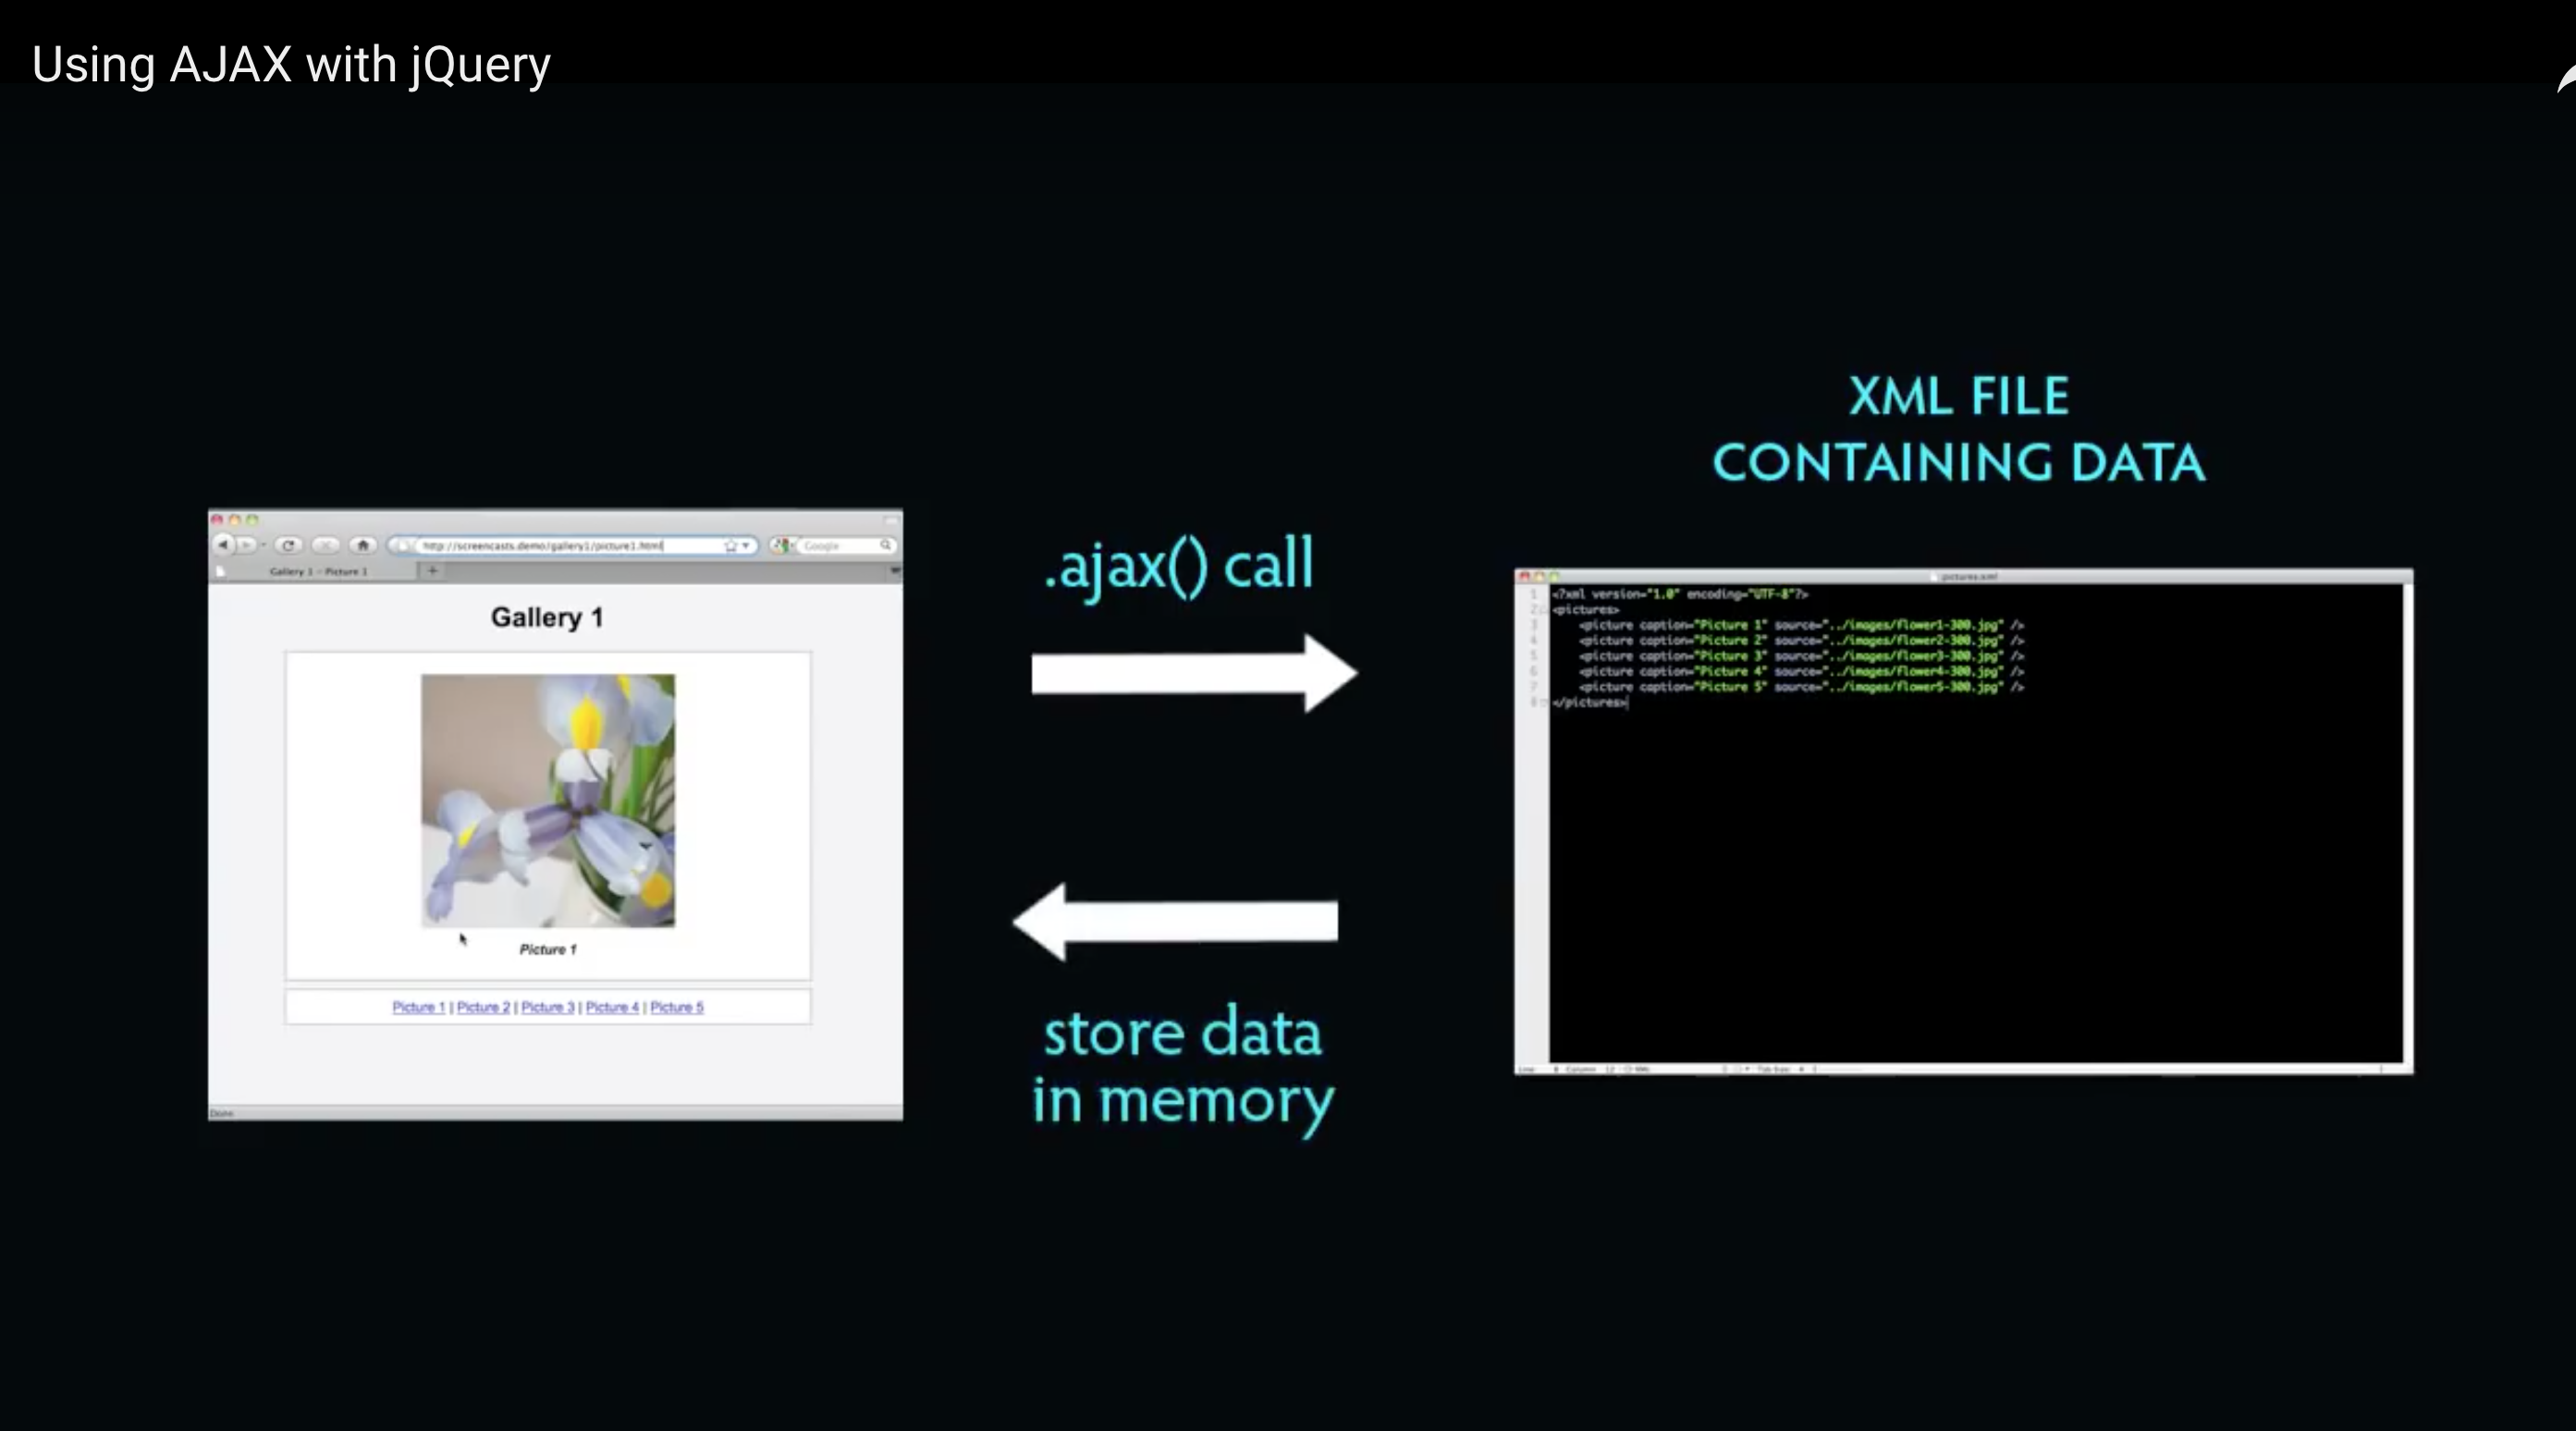 Using AJAX with jQuery
XML FILE
CONTAINING DATA
.ajax() call
store data
in memory
http://screencasts.demo/gallery1/picture1.html
Google
Gallery 1 - Picture 1
Gallery 1
Picture 1
Picture 1 | Picture 2 | Picture 3 | Picture 4 | Picture 5
Done
pictures.xml
1 <?xml version="1.0" encoding="UTF-8"?>
2 <pictures>
3 <picture caption="Picture 1" source="../images/flower1-300.jpg" />
4 <picture caption="Picture 2" source="../images/flower2-300.jpg" />
5 <picture caption="Picture 3" source="../images/flower3-300.jpg" />
6 <picture caption="Picture 4" source="../images/flower4-300.jpg" />
7 <picture caption="Picture 5" source="../images/flower5-300.jpg" />
8 </pictures>